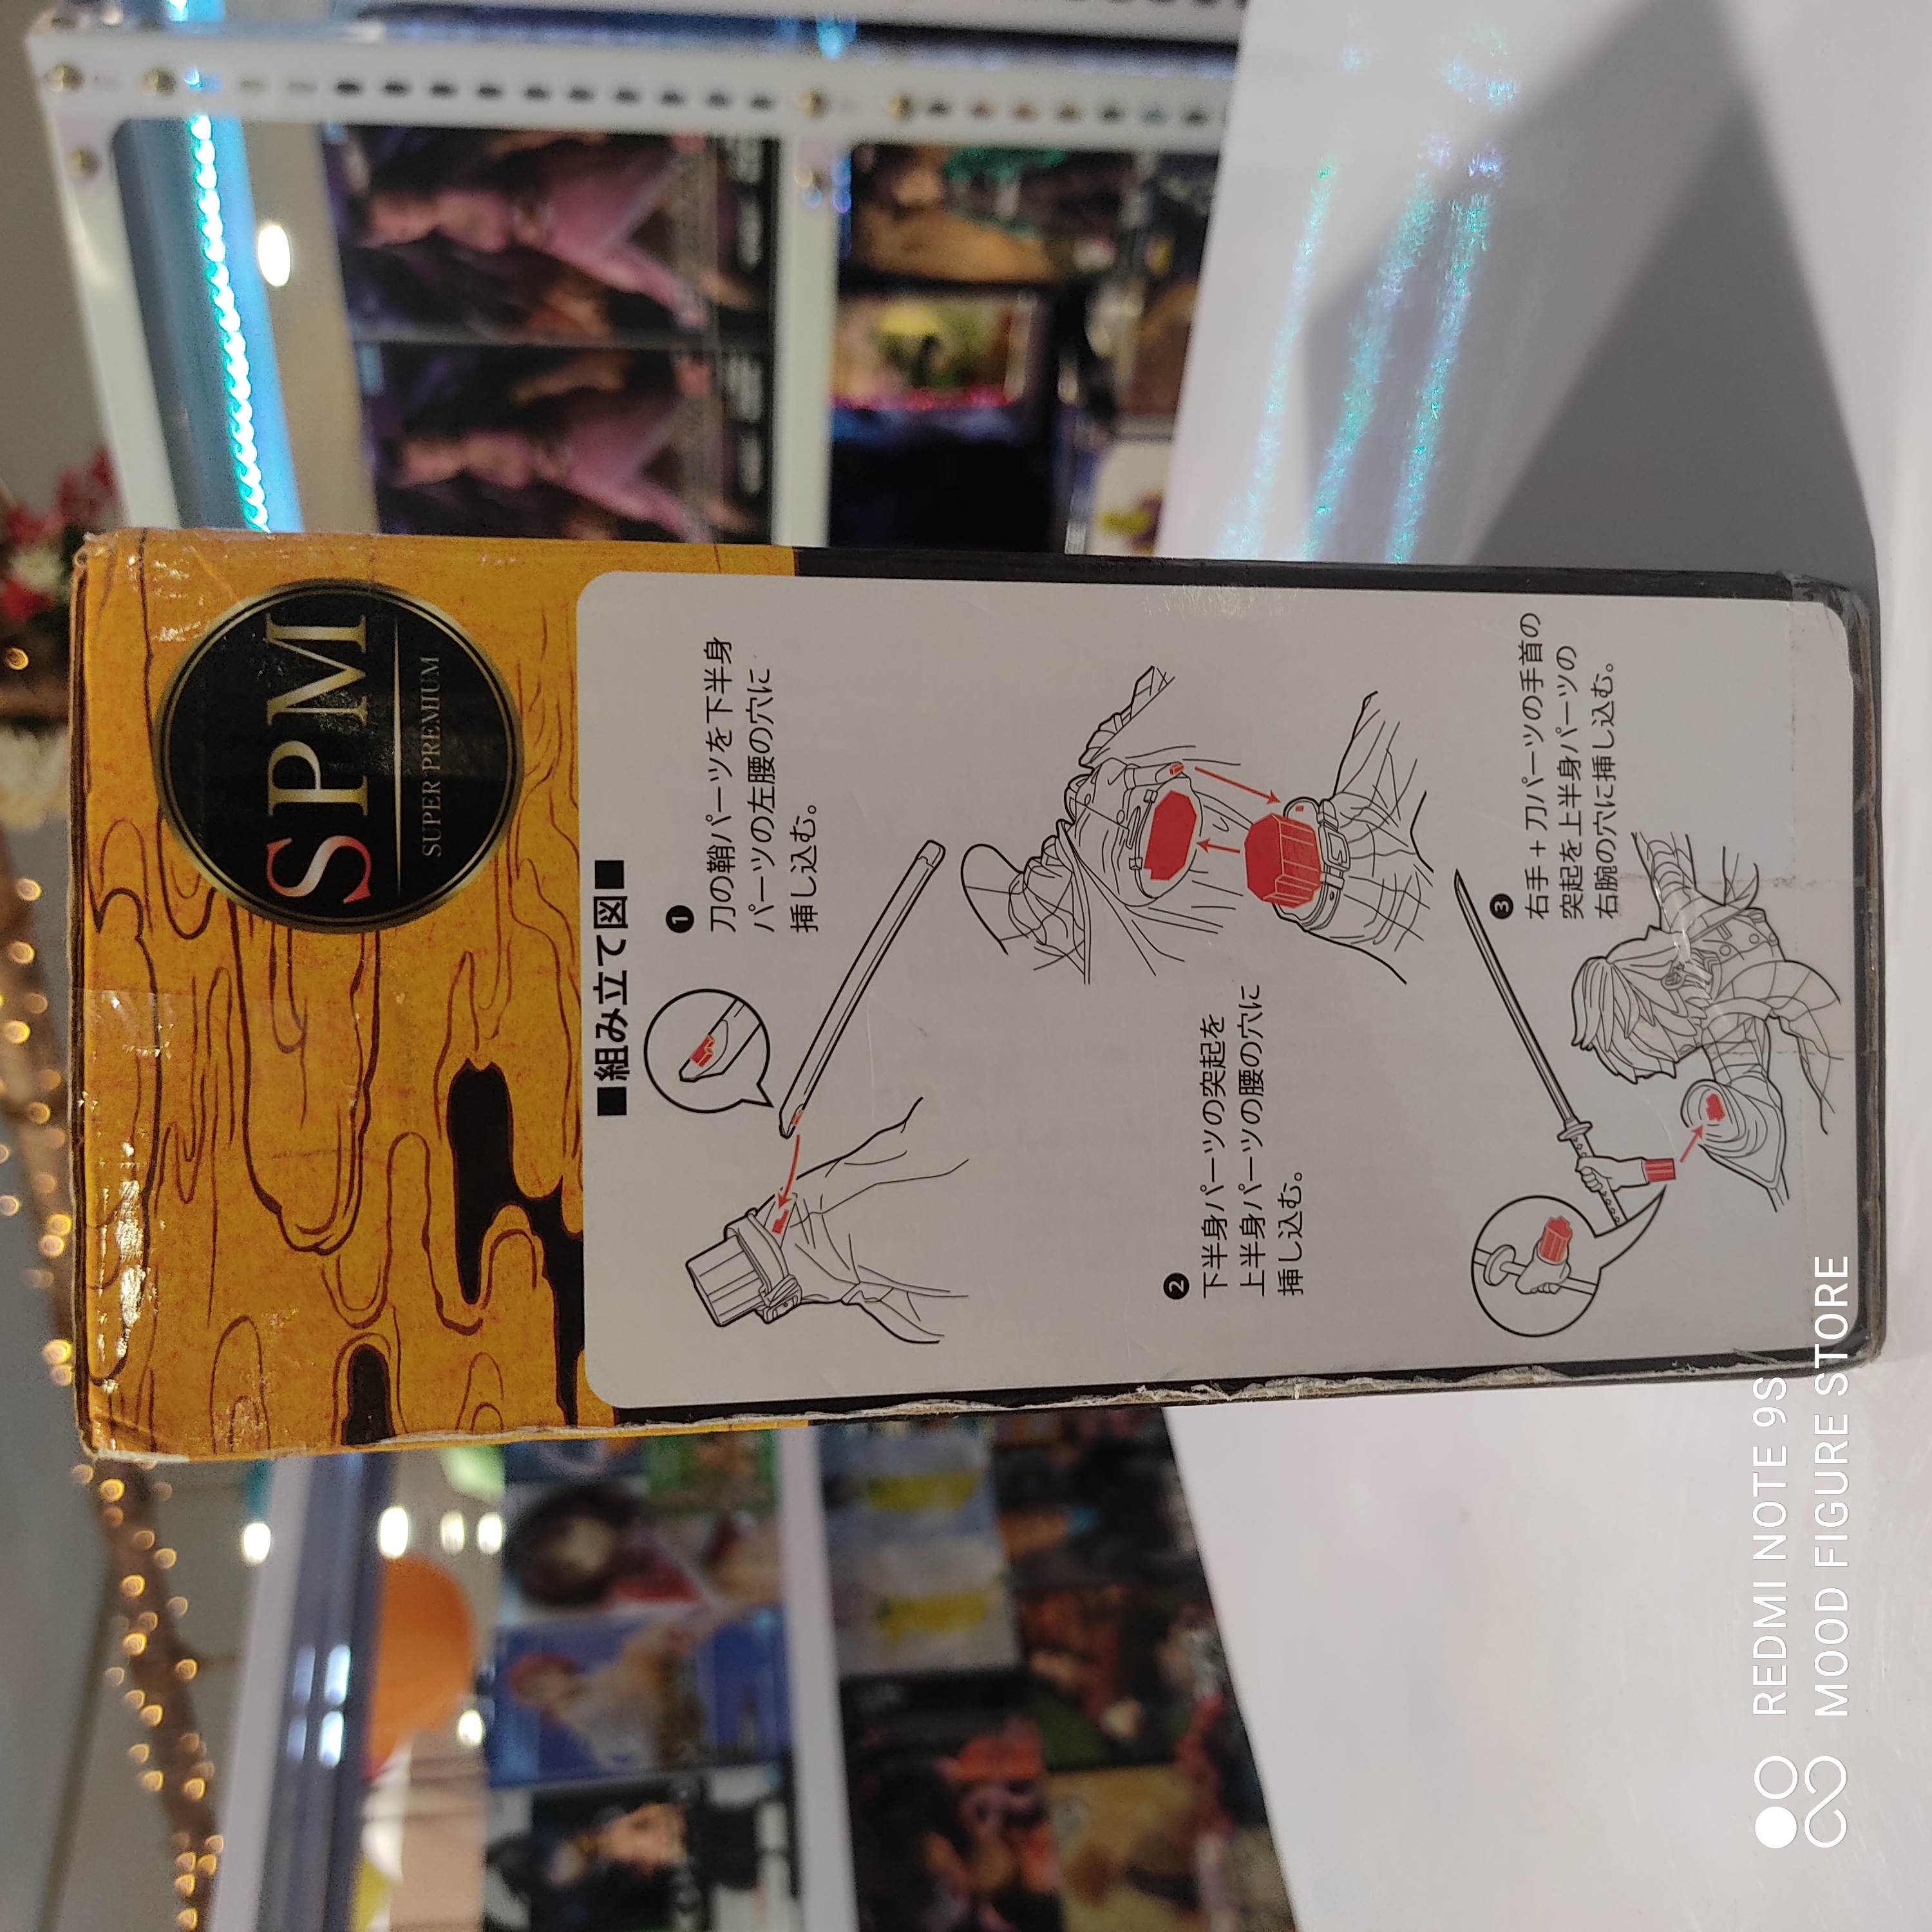 SPM
SUPER PREMIUM
■組み立て図■
❶
刀の鞘パーツを下半身
パーツの左腰の穴に
挿し込む。
❷
下半身パーツの突起を
上半身パーツの腰の穴に
挿し込む。
❸
右手+刀パーツの手首の
突起を上半身パーツの
右腕の穴に挿し込む。
REDMI NOTE 9S
MOOD FIGURE STORE